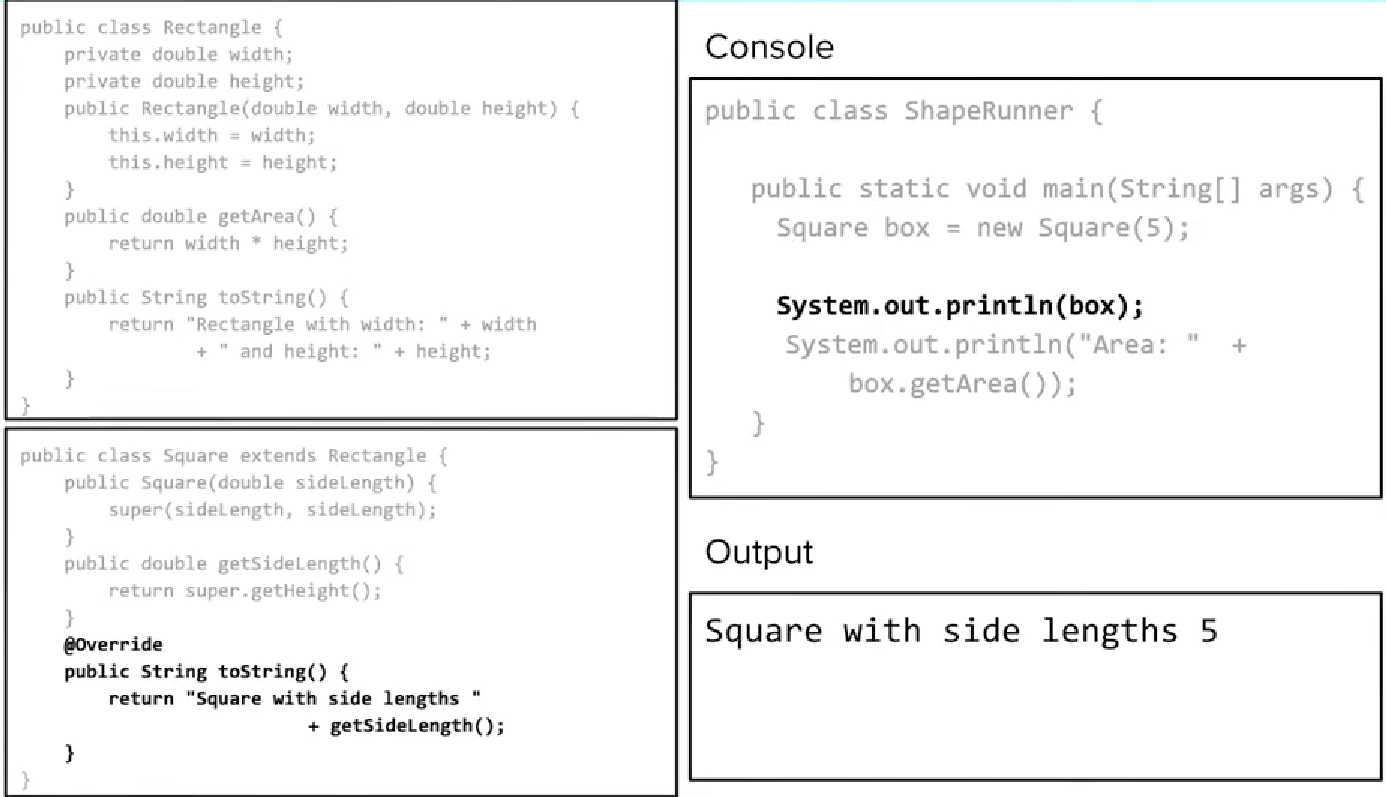 public class Rectangle {
    private double width;
    private double height;
    public Rectangle(double width, double height) {
        this.width = width;
        this.height = height;
    }
    public double getArea() {
        return width * height;
    }
    public String toString() {
        return "Rectangle with width: " + width
                + " and height: " + height;
    }
}
public class Square extends Rectangle {
    public Square(double sideLength) {
        super(sideLength, sideLength);
    }
    public double getSideLength() {
        return super.getHeight();
    }
    @Override
    public String toString() {
        return "Square with side lengths "
                          + getSideLength();
    }
}
Console
public class ShapeRunner {
   public static void main(String[] args) {
     Square box = new Square(5);
     System.out.println(box);
     System.out.println("Area: "  +
         box.getArea());
   }
}
Output
Square with side lengths 5